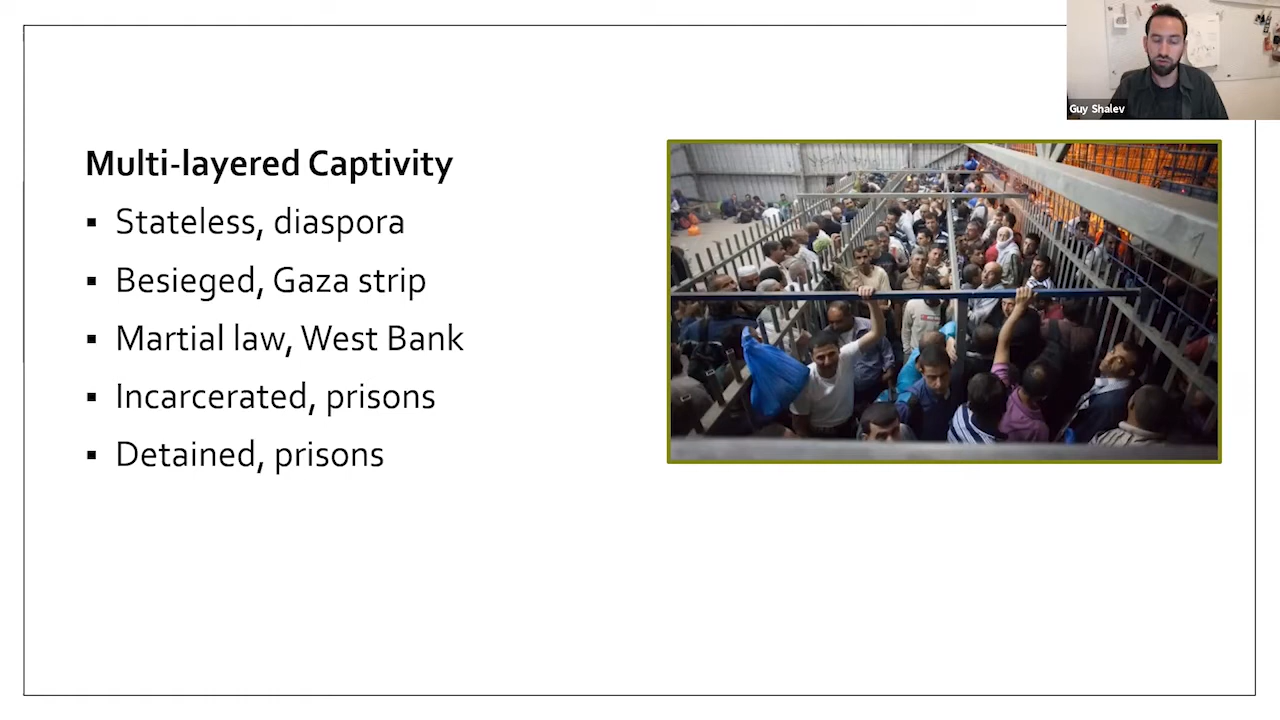 Guy Shalev
Multi-layered Captivity
▪ Stateless, diaspora
▪ Besieged, Gaza strip
▪ Martial law, West Bank
▪ Incarcerated, prisons
▪ Detained, prisons